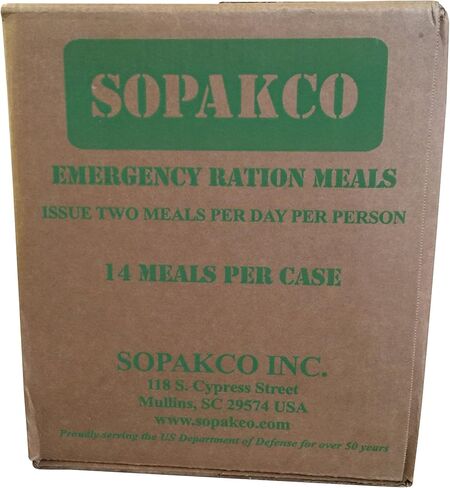 SOPAKCO
EMERGENCY RATION MEALS
ISSUE TWO MEALS PER DAY PER PERSON
14 MEALS PER CASE
SOPAKCO INC.
118 S. Cypress Street
Mullins, SC 29574 USA
www.sopakco.com
Proudly serving the US Department of Defense for over 50 years